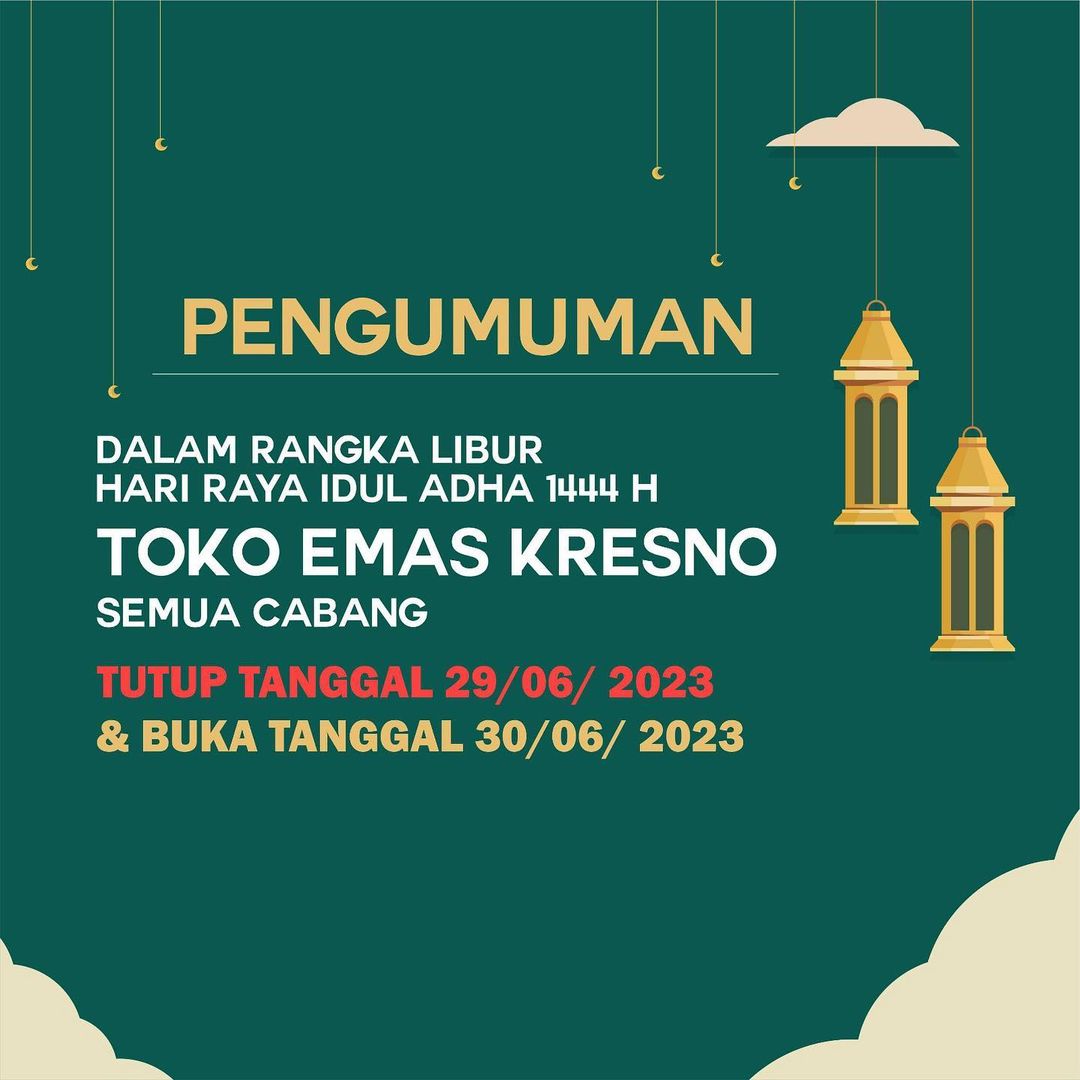 PENGUMUMAN
DALAM RANGKA LIBUR
HARI RAYA IDUL ADHA 1444 H
TOKO EMAS KRESNO
SEMUA CABANG
TUTUP TANGGAL 29/06/ 2023
& BUKA TANGGAL 30/06/ 2023